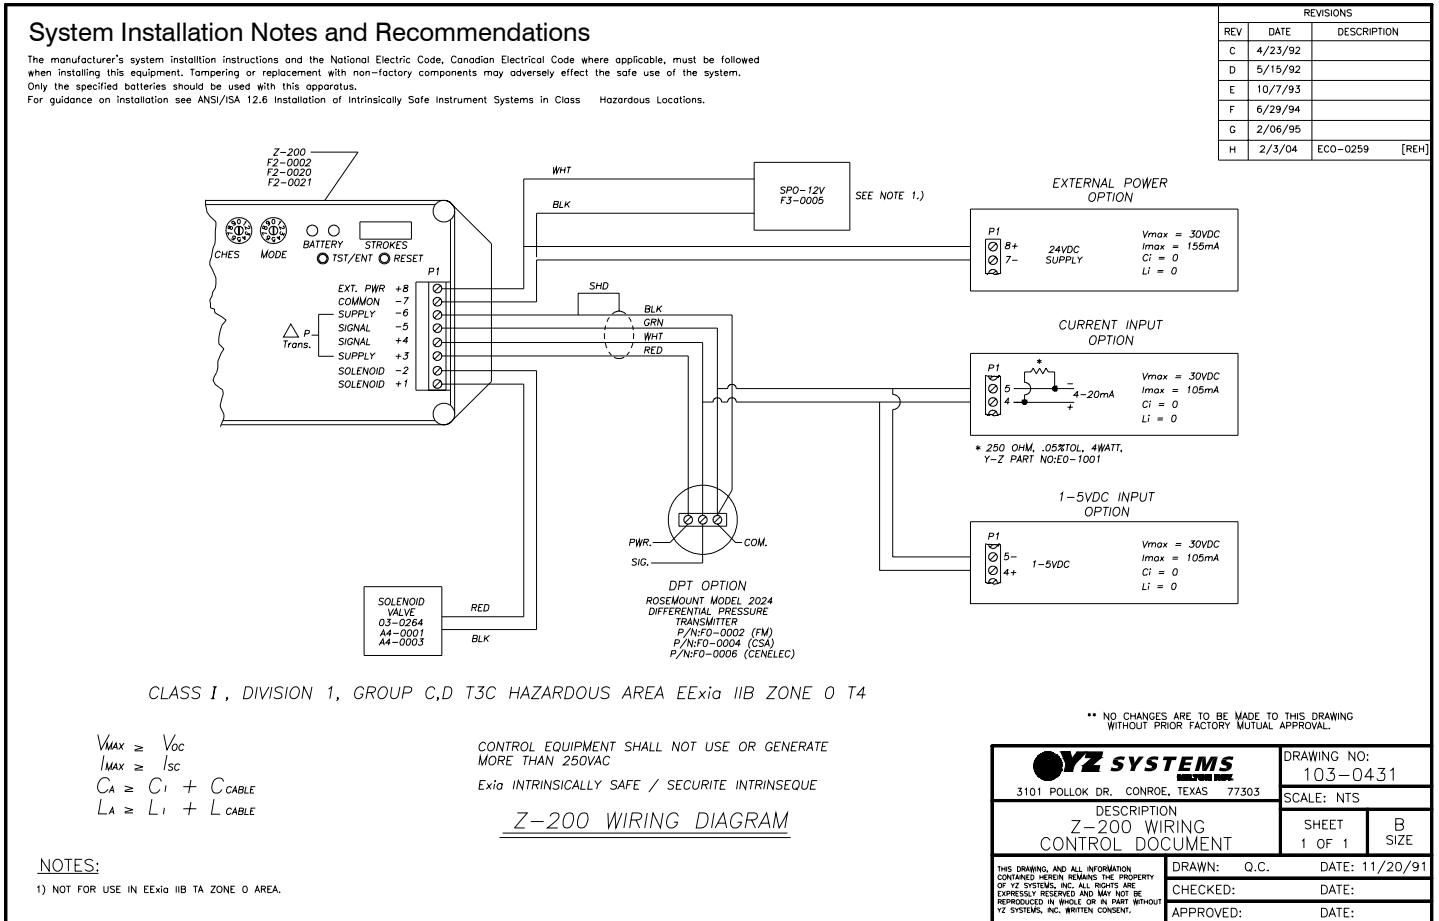 System Installation Notes and Recommendations
The manufacturer's system installtion instructions and the National Electric Code, Canadian Electrical Code where applicable, must be followed
when installing this equipment. Tampering or replacement with non-factory components may adversely effect the safe use of the system.
Only the specified batteries should be used with this apparatus.
For guidance on installation see ANSI/ISA 12.6 Installation of Intrinsically Safe Instrument Systems in Class Hazardous Locations.
REVISIONS
REV DATE DESCRIPTION
C 4/23/92
D 5/15/92
E 10/7/93
F 6/29/94
G 2/06/95
H 2/3/04 ECO-0259 [REH]
Z-200
F2-0002
F2-0020
F2-0021
CHES
MODE
BATTERY
STROKES
TST/ENT
RESET
P1
EXT. PWR +8
COMMON -7
SUPPLY -6
SIGNAL -5
SIGNAL +4
SUPPLY +3
SOLENOID -2
SOLENOID +1
△ P
Trans.
WHT
BLK
SPO-12V
F3-0005
SEE NOTE 1.)
SHD
BLK
GRN
WHT
RED
EXTERNAL POWER
OPTION
P1
8+
7-
24VDC
SUPPLY
Vmax = 30VDC
Imax = 155mA
Ci = 0
Li = 0
CURRENT INPUT
OPTION
P1
*
5 -
4 +
4-20mA
Vmax = 30VDC
Imax = 105mA
Ci = 0
Li = 0
* 250 OHM, .05%TOL, 4WATT,
Y-Z PART NO:E0-1001
1-5VDC INPUT
OPTION
P1
5-
4+
1-5VDC
Vmax = 30VDC
Imax = 105mA
Ci = 0
Li = 0
PWR.
COM.
SIG.
DPT OPTION
ROSEMOUNT MODEL 2024
DIFFERENTIAL PRESSURE
TRANSMITTER
P/N:F0-0002 (FM)
P/N:F0-0004 (CSA)
P/N:F0-0006 (CENELEC)
SOLENOID
VALVE
03-0264
A4-0001
A4-0003
RED
BLK
CLASS I , DIVISION 1, GROUP C,D T3C HAZARDOUS AREA EExia IIB ZONE 0 T4
VMAX ≥ VOC
IMAX ≥ ISC
CA ≥ CI + C CABLE
LA ≥ LI + L CABLE
CONTROL EQUIPMENT SHALL NOT USE OR GENERATE
MORE THAN 250VAC
Exia INTRINSICALLY SAFE / SECURITE INTRINSEQUE
Z-200 WIRING DIAGRAM
NOTES:
1) NOT FOR USE IN EExia IIB TA ZONE 0 AREA.
** NO CHANGES ARE TO BE MADE TO THIS DRAWING
WITHOUT PRIOR FACTORY MUTUAL APPROVAL.
YZ SYSTEMS
MILTON ROY.
3101 POLLOK DR. CONROE, TEXAS 77303
DRAWING NO:
103-0431
SCALE: NTS
DESCRIPTION
Z-200 WIRING
CONTROL DOCUMENT
SHEET
1 OF 1
B
SIZE
THIS DRAWING, AND ALL INFORMATION
CONTAINED HEREIN REMAINS THE PROPERTY
OF YZ SYSTEMS, INC. ALL RIGHTS ARE
EXPRESSLY RESERVED AND MAY NOT BE
REPRODUCED IN WHOLE OR IN PART WITHOUT
YZ SYSTEMS, INC. WRITTEN CONSENT.
DRAWN: Q.C. DATE: 11/20/91
CHECKED: DATE:
APPROVED: DATE: